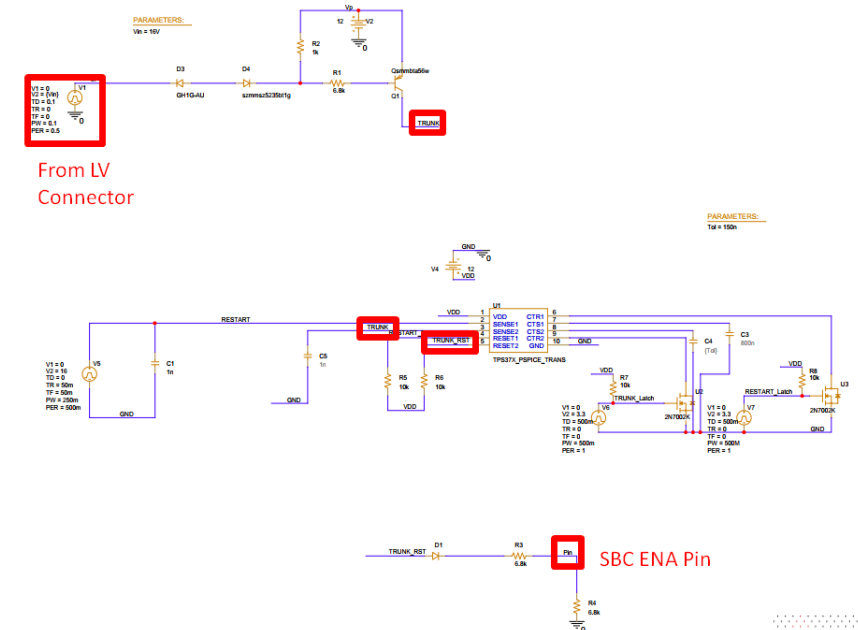 PARAMETERS:
Vin = 16V
Vp
12
V2
0
R2
1k
D3
GH1G-AU
D4
szmmsz5235bt1g
R1
6.8k
Qsmmbta56w
Q1
TRUNK
V1
V1 = 0
V2 = {Vin}
TD = 0.1
TR = 0
TF = 0
PW = 0.1
PER = 0.5
0
From LV
Connector
PARAMETERS:
Tol = 150n
GND
0
V4
12
VDD
RESTART
V5
V1 = 0
V2 = 16
TD = 0
TR = 50m
TF = 50m
PW = 250m
PER = 500m
C1
1n
GND
C5
1n
GND
TRUNK
TRUNK_RST
R5
10k
R6
10k
VDD
VDD
U1
1 VDD CTR1 6
2 SENSE1 CTS1 7
3 SENSE2 CTS2 8
4 RESET1 CTR2 9
5 RESET2 GND 10
TPS37X_PSPICE_TRANS
GND
C4
{Tol}
C3
800n
VDD
R7
10k
TRUNK_Latch
U2
2N7002K
V6
V1 = 0
V2 = 3.3
TD = 500m
TR = 0
TF = 0
PW = 500m
PER = 1
VDD
R8
10k
RESTART_Latch
U3
2N7002K
V7
V1 = 0
V2 = 3.3
TD = 500m
TR = 0
TF = 0
PW = 500M
PER = 1
GND
TRUNK_RST
D1
R3
6.8k
Pin
SBC ENA Pin
R4
6.8k
0